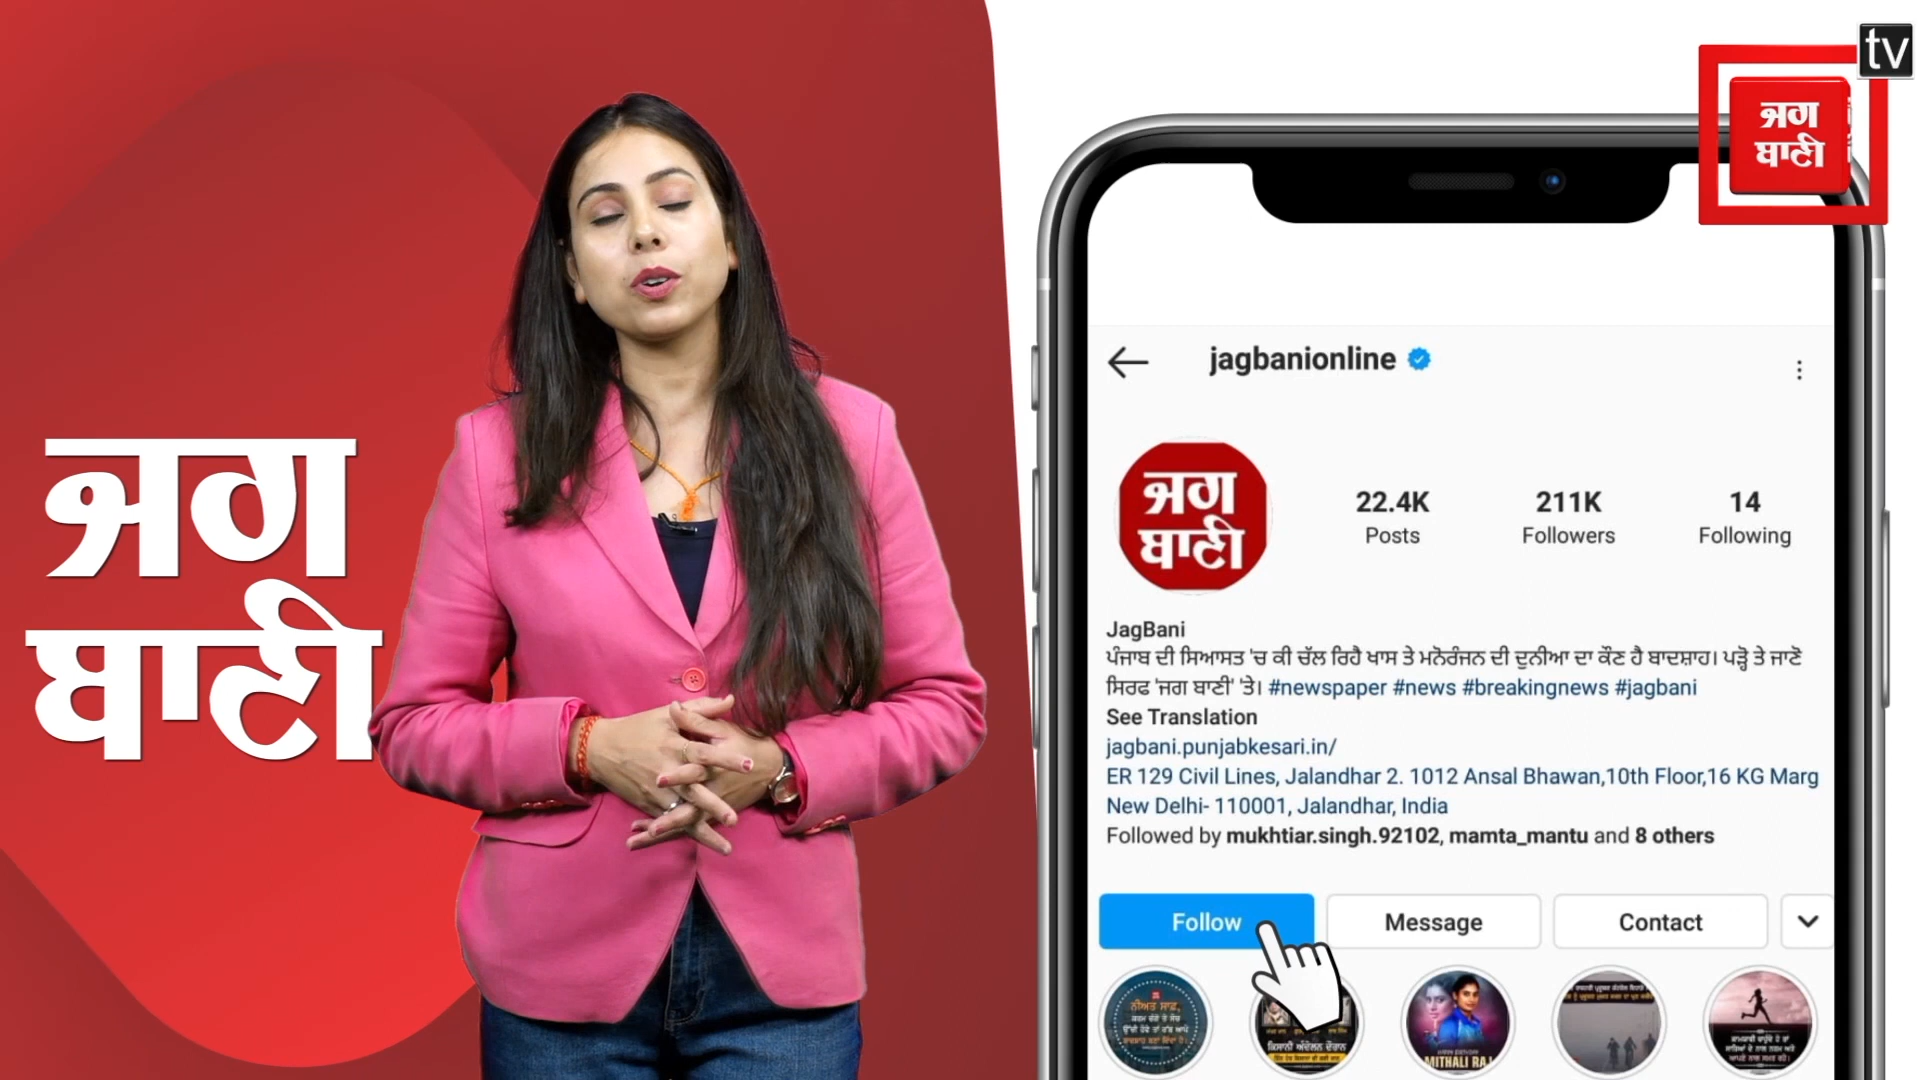 ਜਗ
ਬਾਣੀ
tv
ਜਗ
ਬਾਣੀ
jagbanionline
ਜਗ
ਬਾਣੀ
22.4K
Posts
211K
Followers
14
Following
JagBani
ਪੰਜਾਬ ਦੀ ਸਿਆਸਤ 'ਚ ਕੀ ਚੱਲ ਰਿਹੈ ਖਾਸ ਤੇ ਮਨੋਰੰਜਨ ਦੀ ਦੁਨੀਆ ਦਾ ਕੌਣ ਹੈ ਬਾਦਸ਼ਾਹ। ਪੜ੍ਹੋ ਤੇ ਜਾਣੋ
ਸਿਰਫ 'ਜਗ ਬਾਣੀ' 'ਤੇ। #newspaper #news #breakingnews #jagbani
See Translation
jagbani.punjabkesari.in/
ER 129 Civil Lines, Jalandhar 2. 1012 Ansal Bhawan,10th Floor,16 KG Marg
New Delhi- 110001, Jalandhar, India
Followed by mukhtiar.singh.92102, mamta_mantu and 8 others
Follow
Message
Contact
ਨੀਅਤ ਸਾਫ਼,
ਕਿਸਾਨੀ ਅੰਦੋਲਨ ਦੌਰਾਨ
MITHALI RAJ